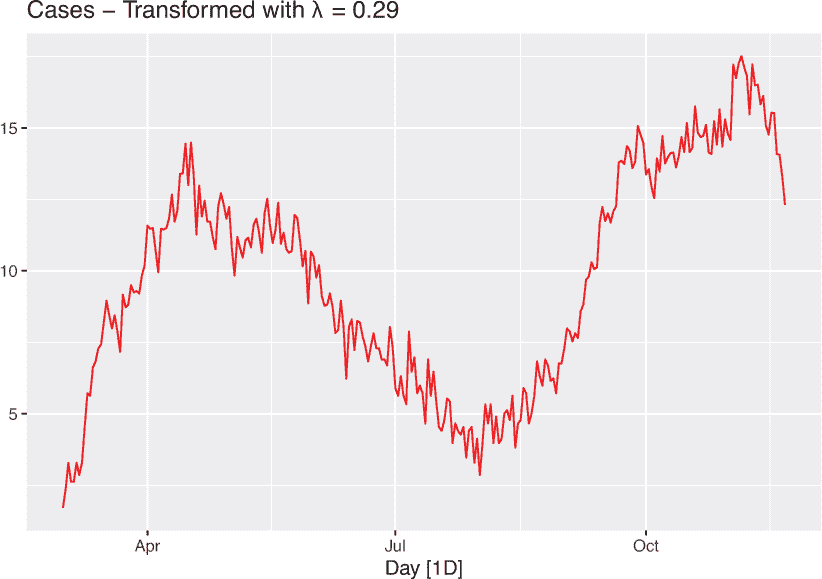 Cases − Transformed with λ = 0.29
15
10
5
Apr Jul Oct
Day [1D]